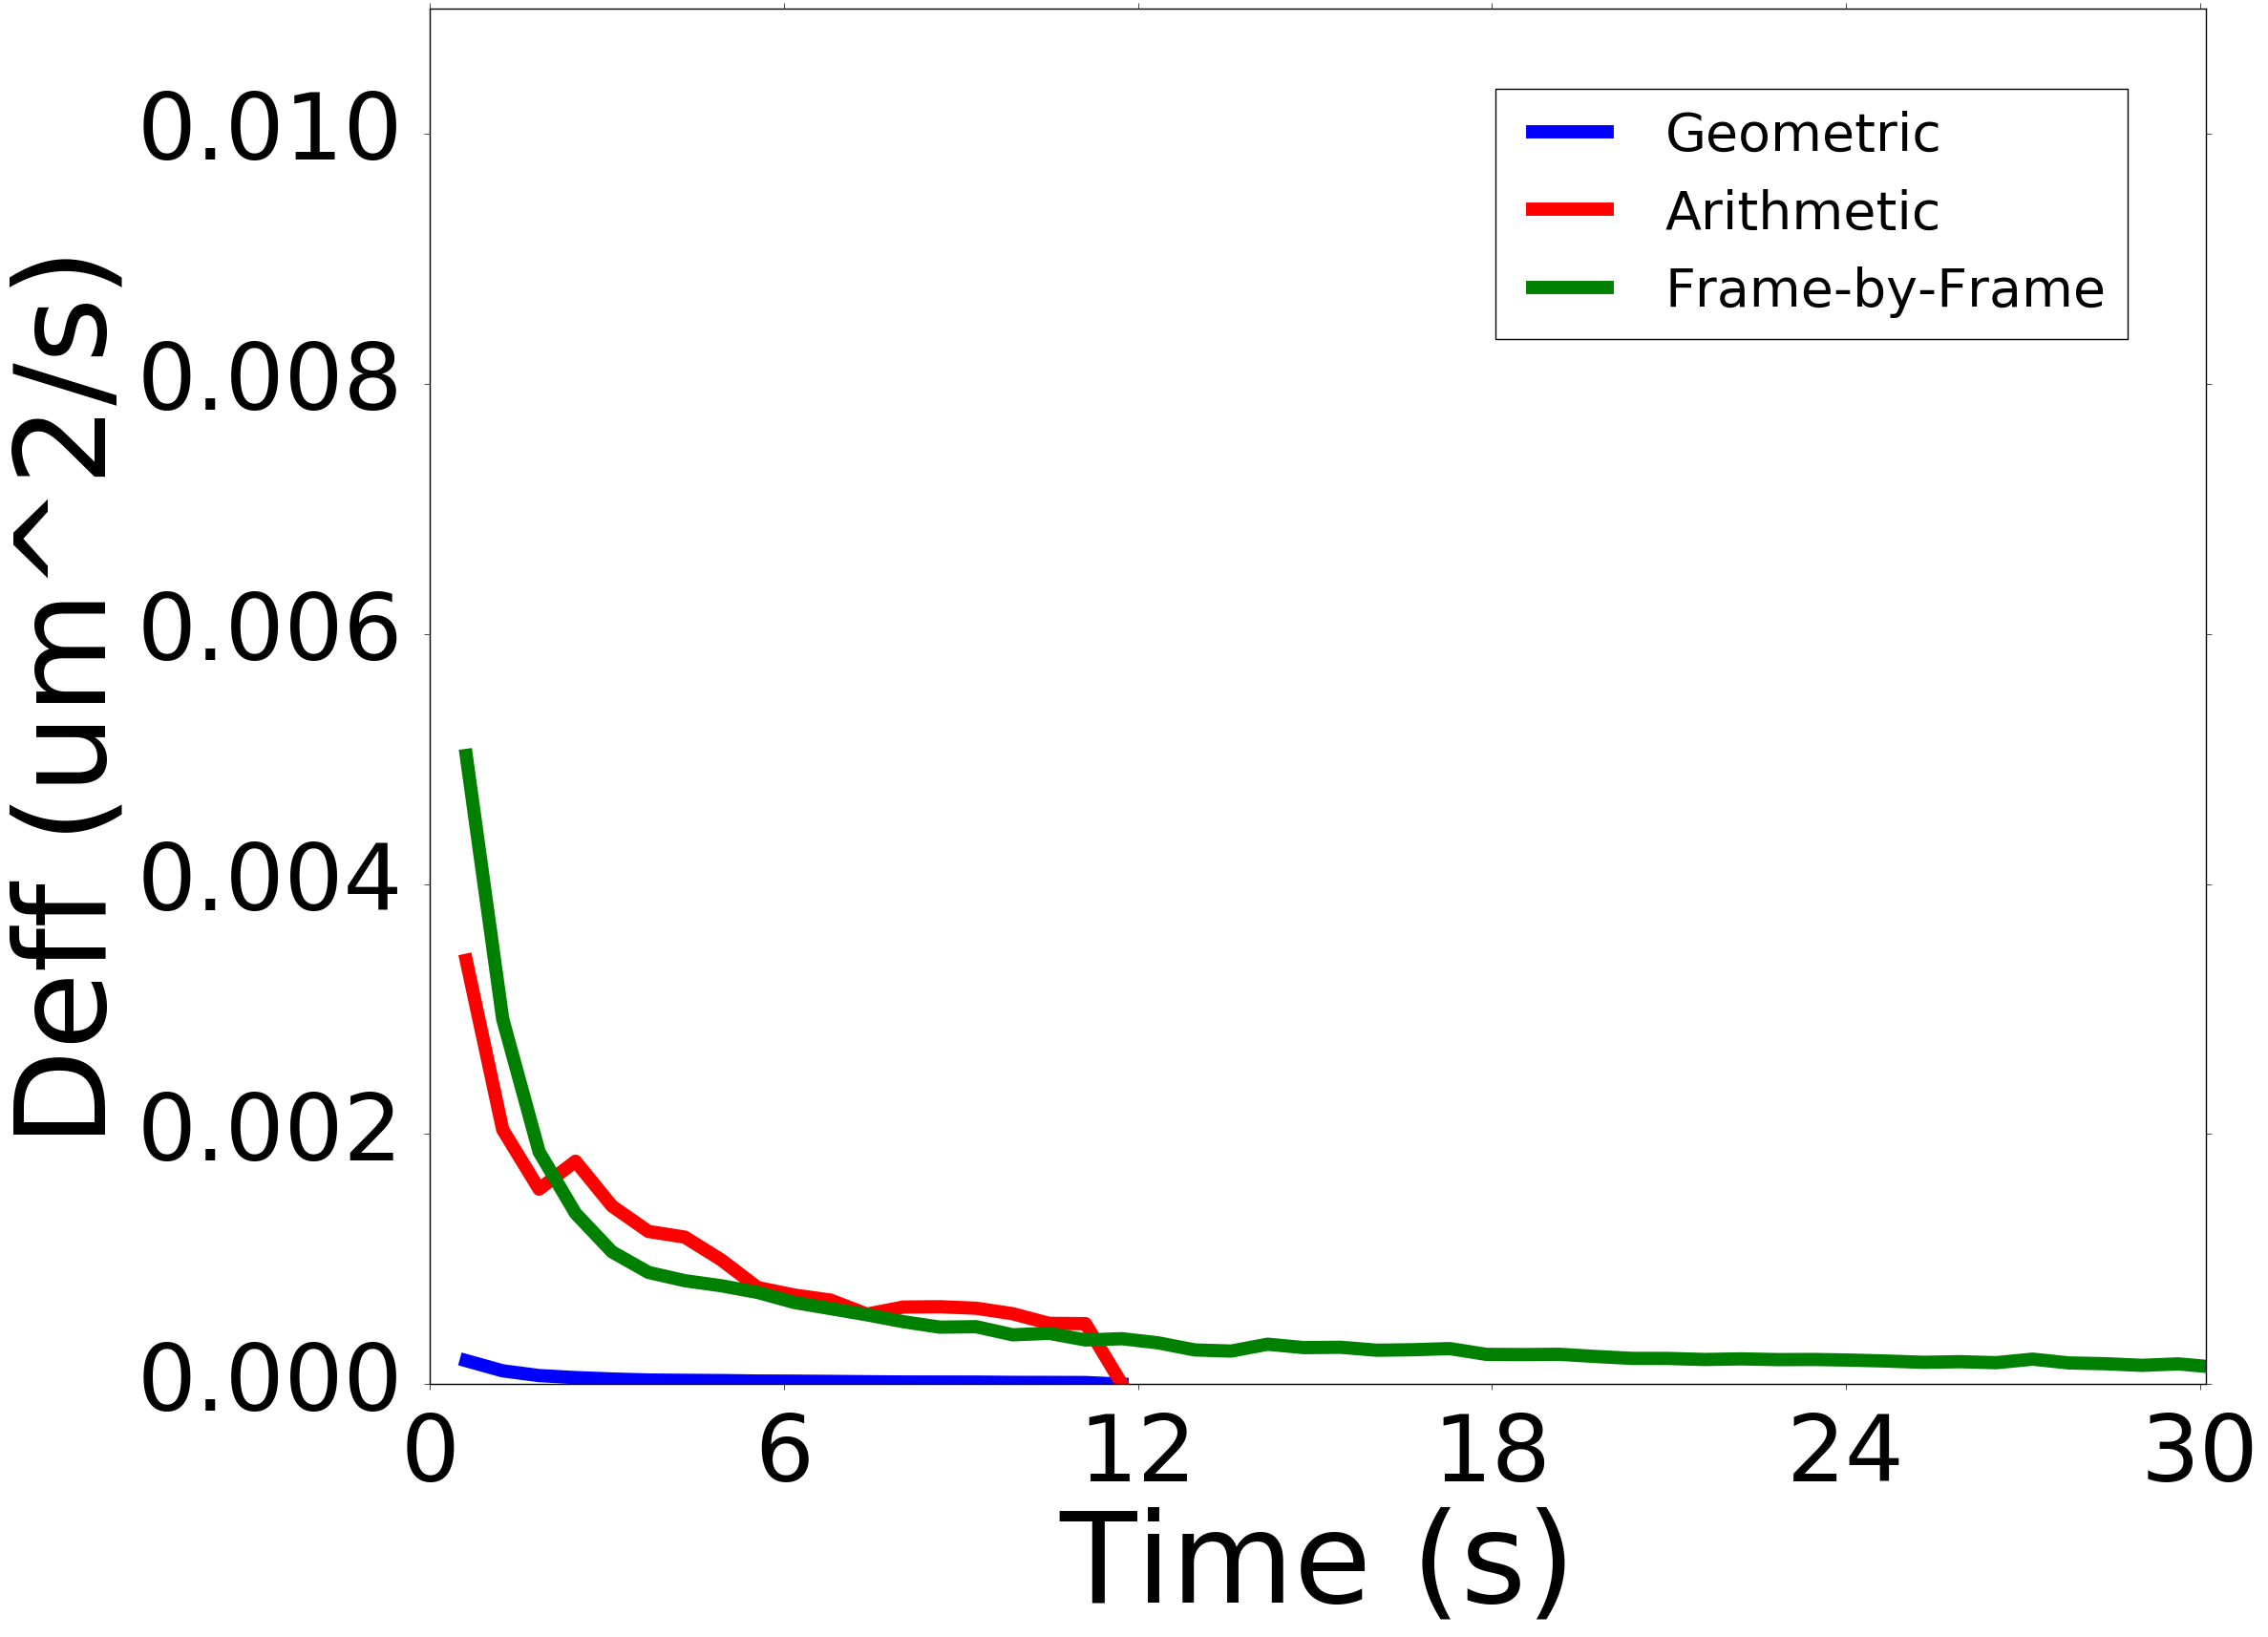 0.010
0.008
0.006
0.004
0.002
0.000
Deff (um^2/s)
Geometric
Arithmetic
Frame-by-Frame
0 6 12 18 24 30
Time (s)